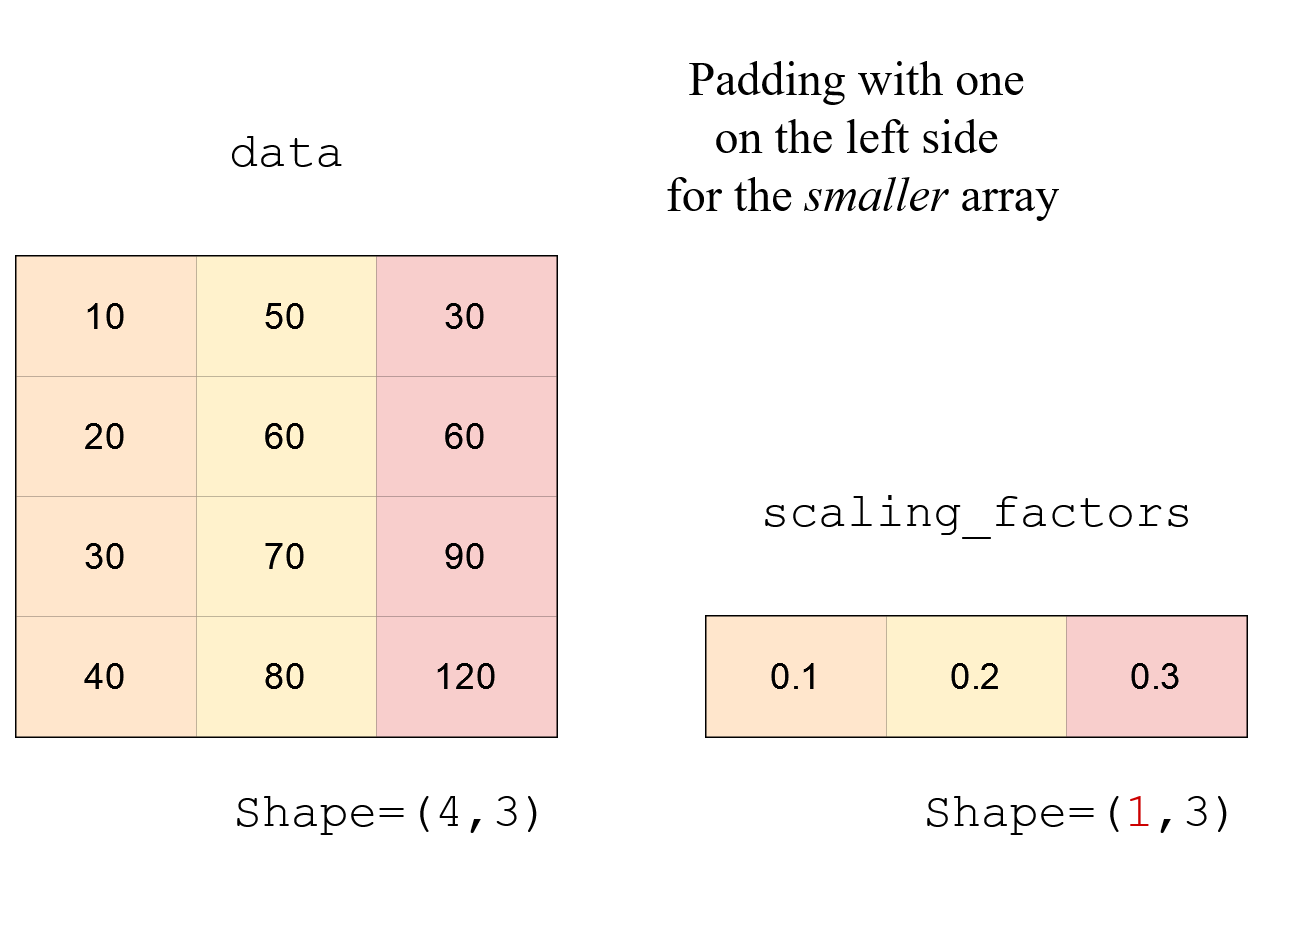 Padding with one
on the left side
for the smaller array
data
10 50 30
20 60 60
30 70 90
40 80 120
Shape=(4,3)
scaling_factors
0.1 0.2 0.3
Shape=(1,3)